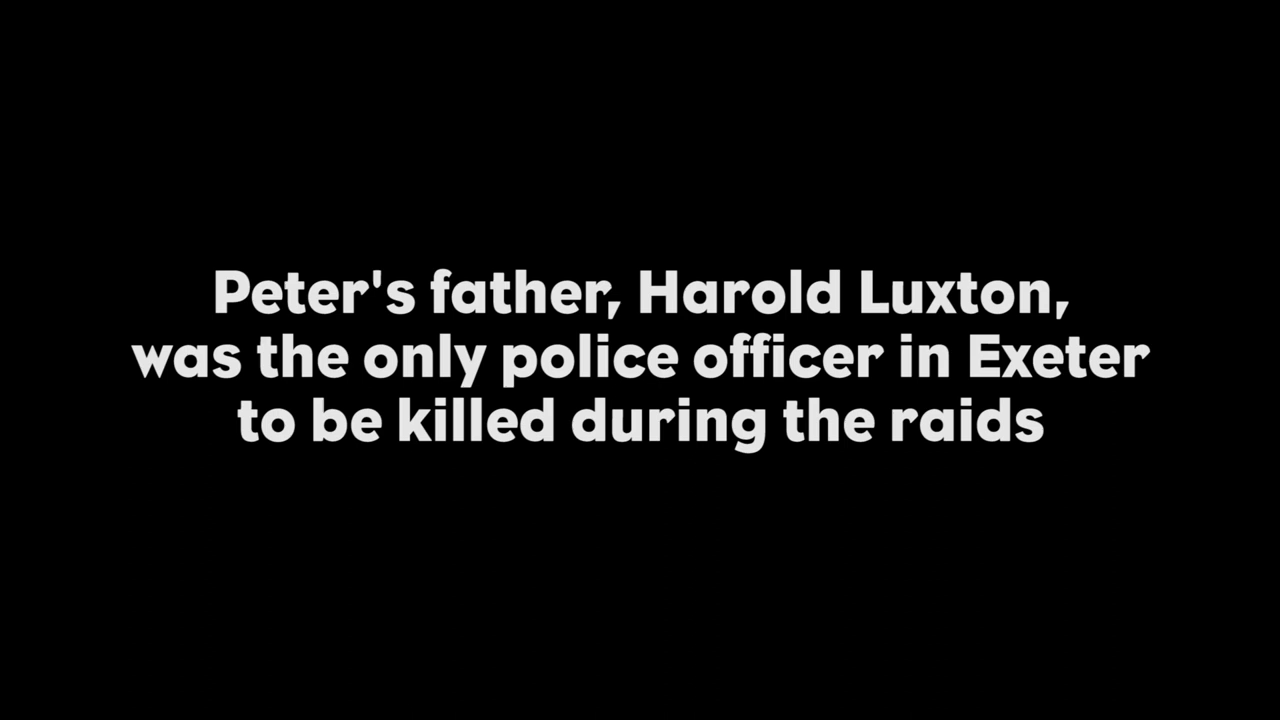 Peter's father, Harold Luxton,
was the only police officer in Exeter
to be killed during the raids